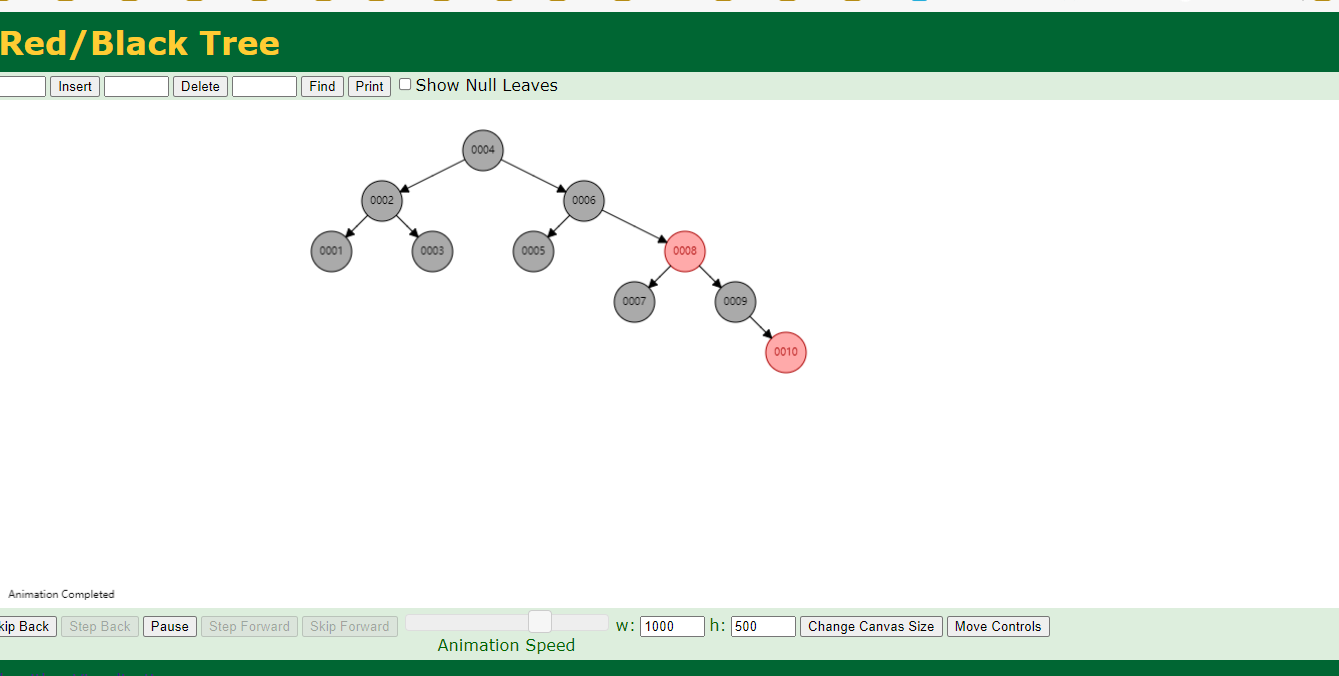 Red/Black Tree
Insert Delete Find Print Show Null Leaves
0004
0002 0006
0001 0003 0005 0008
0007 0009
0010
Animation Completed
kip Back Step Back Pause Step Forward Skip Forward w: 1000 h: 500 Change Canvas Size Move Controls
Animation Speed